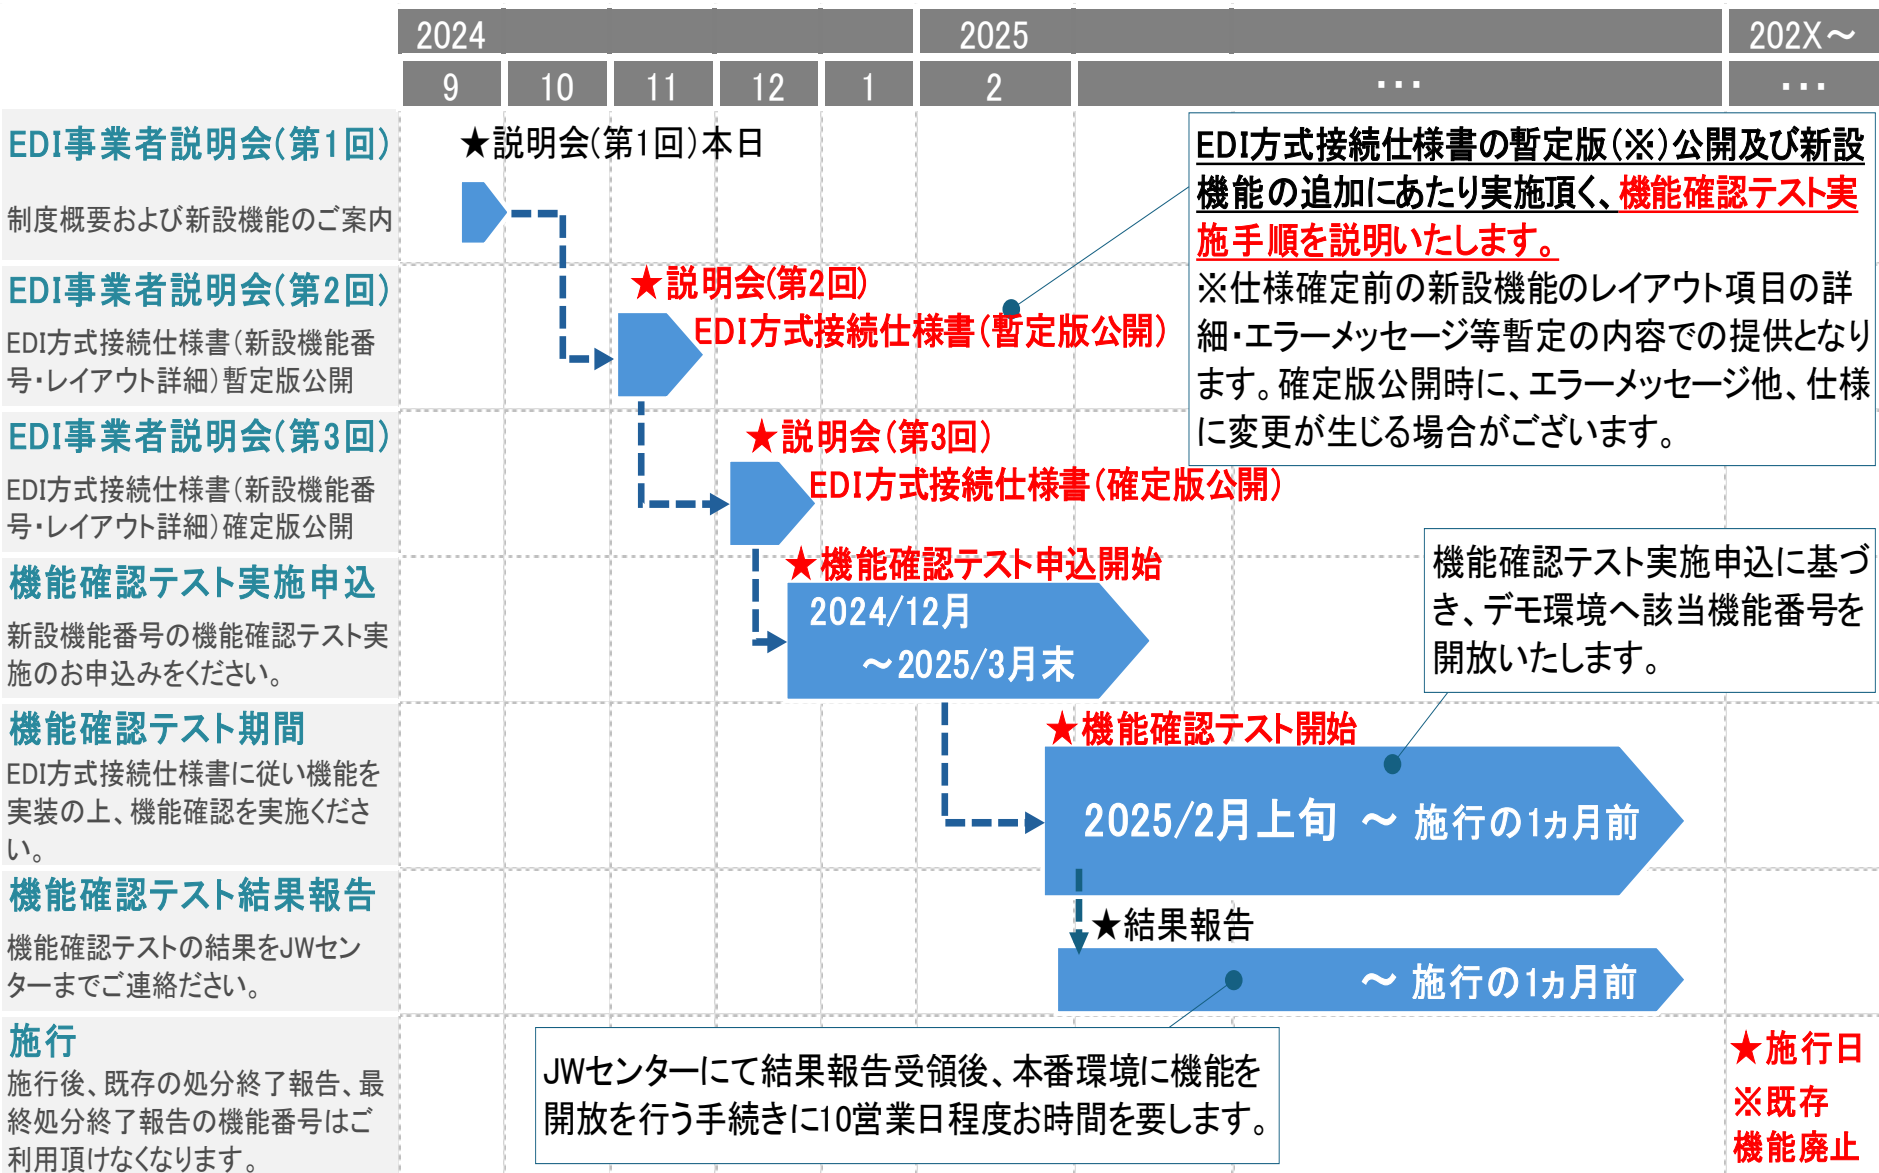 2024
2025
202X～
9
10
11
12
1
2
･･･
･･･
EDI事業者説明会(第1回)
制度概要および新設機能のご案内
★説明会(第1回)本日
EDI事業者説明会(第2回)
EDI方式接続仕様書（新設機能番
号・レイアウト詳細）暫定版公開
★説明会(第2回)
EDI方式接続仕様書（暫定版公開）
EDI方式接続仕様書の暫定版（※）公開及び新設
機能の追加にあたり実施頂く、機能確認テスト実
施手順を説明いたします。
※仕様確定前の新設機能のレイアウト項目の詳
細・エラーメッセージ等暫定の内容での提供となり
ます。確定版公開時に、エラーメッセージ他、仕様
に変更が生じる場合がございます。
EDI事業者説明会(第3回)
EDI方式接続仕様書（新設機能番
号・レイアウト詳細）確定版公開
★説明会（第3回）
EDI方式接続仕様書（確定版公開）
機能確認テスト実施申込
新設機能番号の機能確認テスト実
施のお申込みをください。
★機能確認テスト申込開始
2024/12月
～2025/3月末
機能確認テスト実施申込に基づ
き、デモ環境へ該当機能番号を
開放いたします。
機能確認テスト期間
EDI方式接続仕様書に従い機能を
実装の上、機能確認を実施くださ
い。
★機能確認テスト開始
2025/2月上旬 ～ 施行の1ヵ月前
機能確認テスト結果報告
機能確認テストの結果をJWセン
ターまでご連絡ださい。
★結果報告
～ 施行の1ヵ月前
JWセンターにて結果報告受領後、本番環境に機能を
開放を行う手続きに10営業日程度お時間を要します。
施行
施行後、既存の処分終了報告、最
終処分終了報告の機能番号はご
利用頂けなくなります。
★施行日
※既存
機能廃止